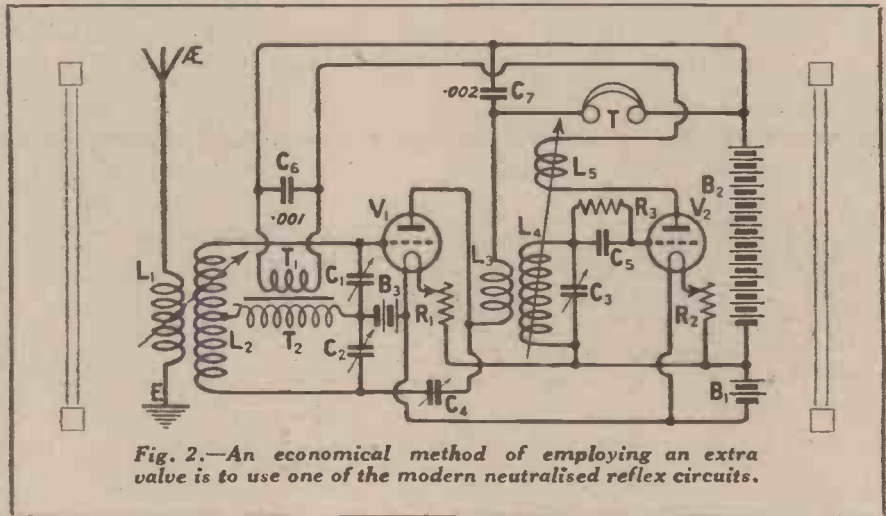 Æ
.002
C7
T
C6
.001
L5
B2
V1
R3
V2
L4
C5
L3
L1
T1
C1
B3
R1
C3
R2
L2
T2
C2
C4
B1
E
Fig. 2.—An economical method of employing an extra
valve is to use one of the modern neutralised reflex circuits.